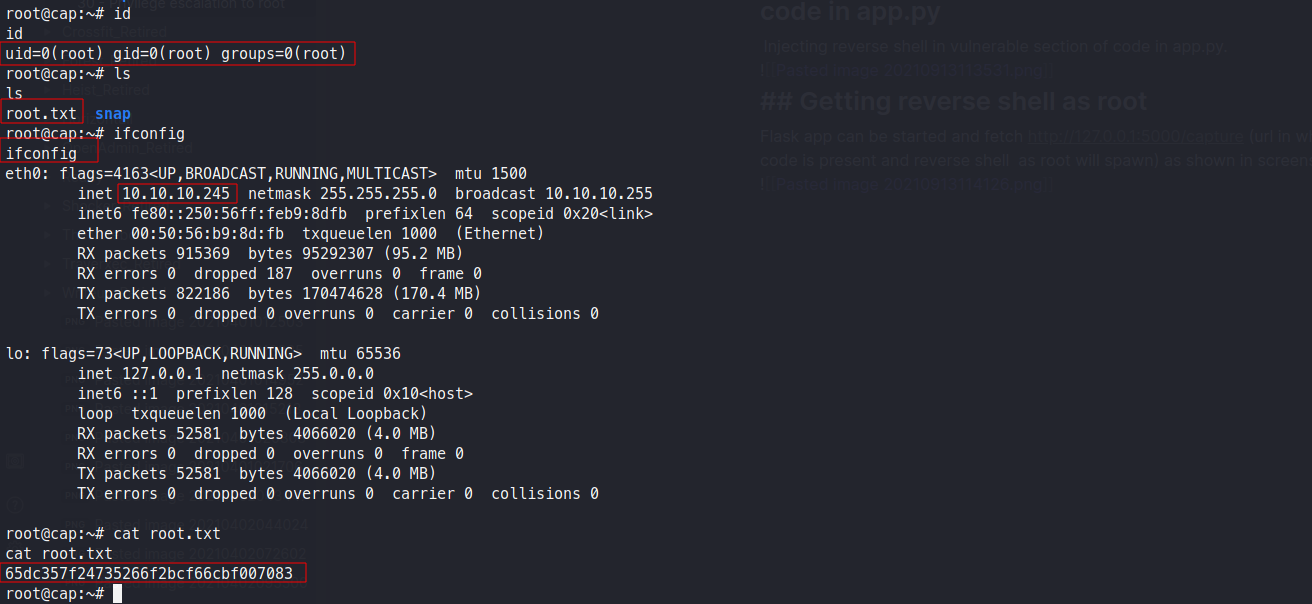 root@cap:~# id
id
uid=0(root) gid=0(root) groups=0(root)
root@cap:~# ls
ls
root.txt  snap
root@cap:~# ifconfig
ifconfig
eth0: flags=4163<UP,BROADCAST,RUNNING,MULTICAST>  mtu 1500
        inet 10.10.10.245  netmask 255.255.255.0  broadcast 10.10.10.255
        inet6 fe80::250:56ff:feb9:8dfb  prefixlen 64  scopeid 0x20<link>
        ether 00:50:56:b9:8d:fb  txqueuelen 1000  (Ethernet)
        RX packets 915369  bytes 95292307 (95.2 MB)
        RX errors 0  dropped 187  overruns 0  frame 0
        TX packets 822186  bytes 170474628 (170.4 MB)
        TX errors 0  dropped 0 overruns 0  carrier 0  collisions 0
lo: flags=73<UP,LOOPBACK,RUNNING>  mtu 65536
        inet 127.0.0.1  netmask 255.0.0.0
        inet6 ::1  prefixlen 128  scopeid 0x10<host>
        loop  txqueuelen 1000  (Local Loopback)
        RX packets 52581  bytes 4066020 (4.0 MB)
        RX errors 0  dropped 0  overruns 0  frame 0
        TX packets 52581  bytes 4066020 (4.0 MB)
        TX errors 0  dropped 0 overruns 0  carrier 0  collisions 0
root@cap:~# cat root.txt
cat root.txt
65dc357f24735266f2bcf66cbf007083
root@cap:~#
code in app.py
Injecting reverse shell in vulnerable section of code in app.py.
![[Pasted image 20210913113531.png]]
## Getting reverse shell as root
Flask app can be started and fetch http://127.0.0.1:5000/capture (url in
code is present and reverse shell as root will spawn) as shown in
![[Pasted image 20210913114126.png]]